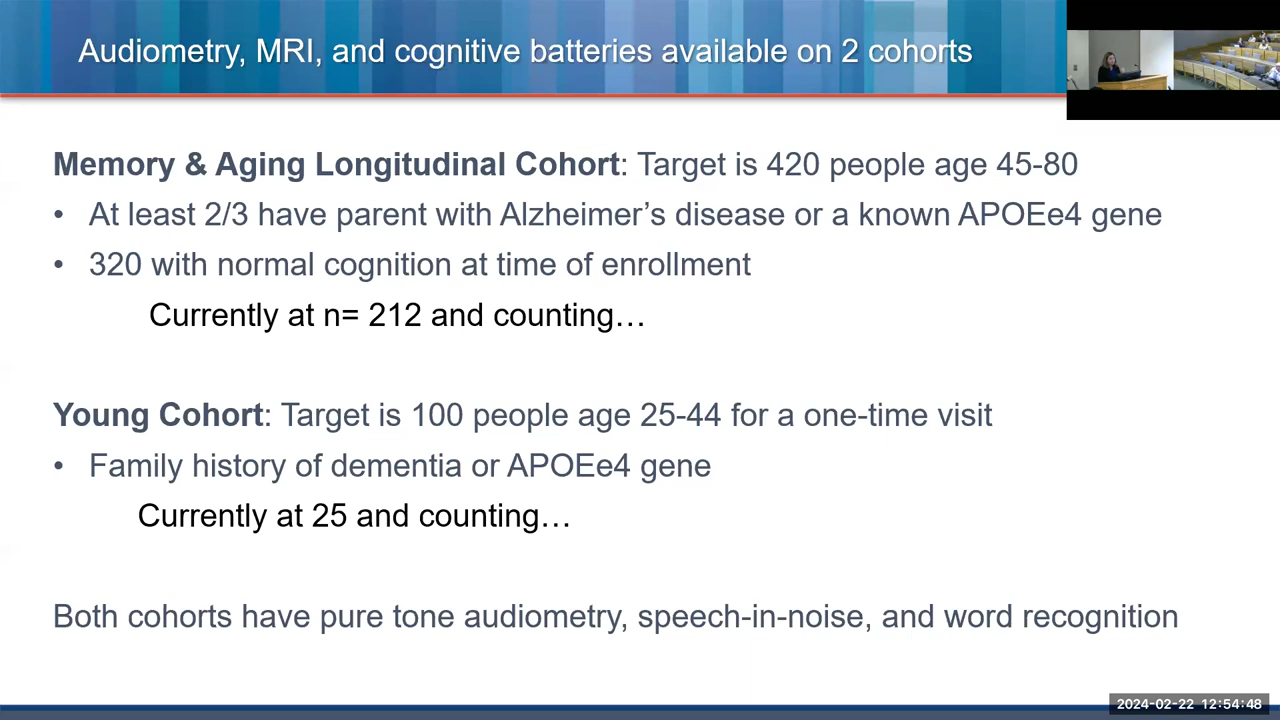 Audiometry, MRI, and cognitive batteries available on 2 cohorts
Memory & Aging Longitudinal Cohort: Target is 420 people age 45-80
• At least 2/3 have parent with Alzheimer’s disease or a known APOEe4 gene
• 320 with normal cognition at time of enrollment
Currently at n= 212 and counting…
Young Cohort: Target is 100 people age 25-44 for a one-time visit
• Family history of dementia or APOEe4 gene
Currently at 25 and counting…
Both cohorts have pure tone audiometry, speech-in-noise, and word recognition
2024-02-22 12:54:48